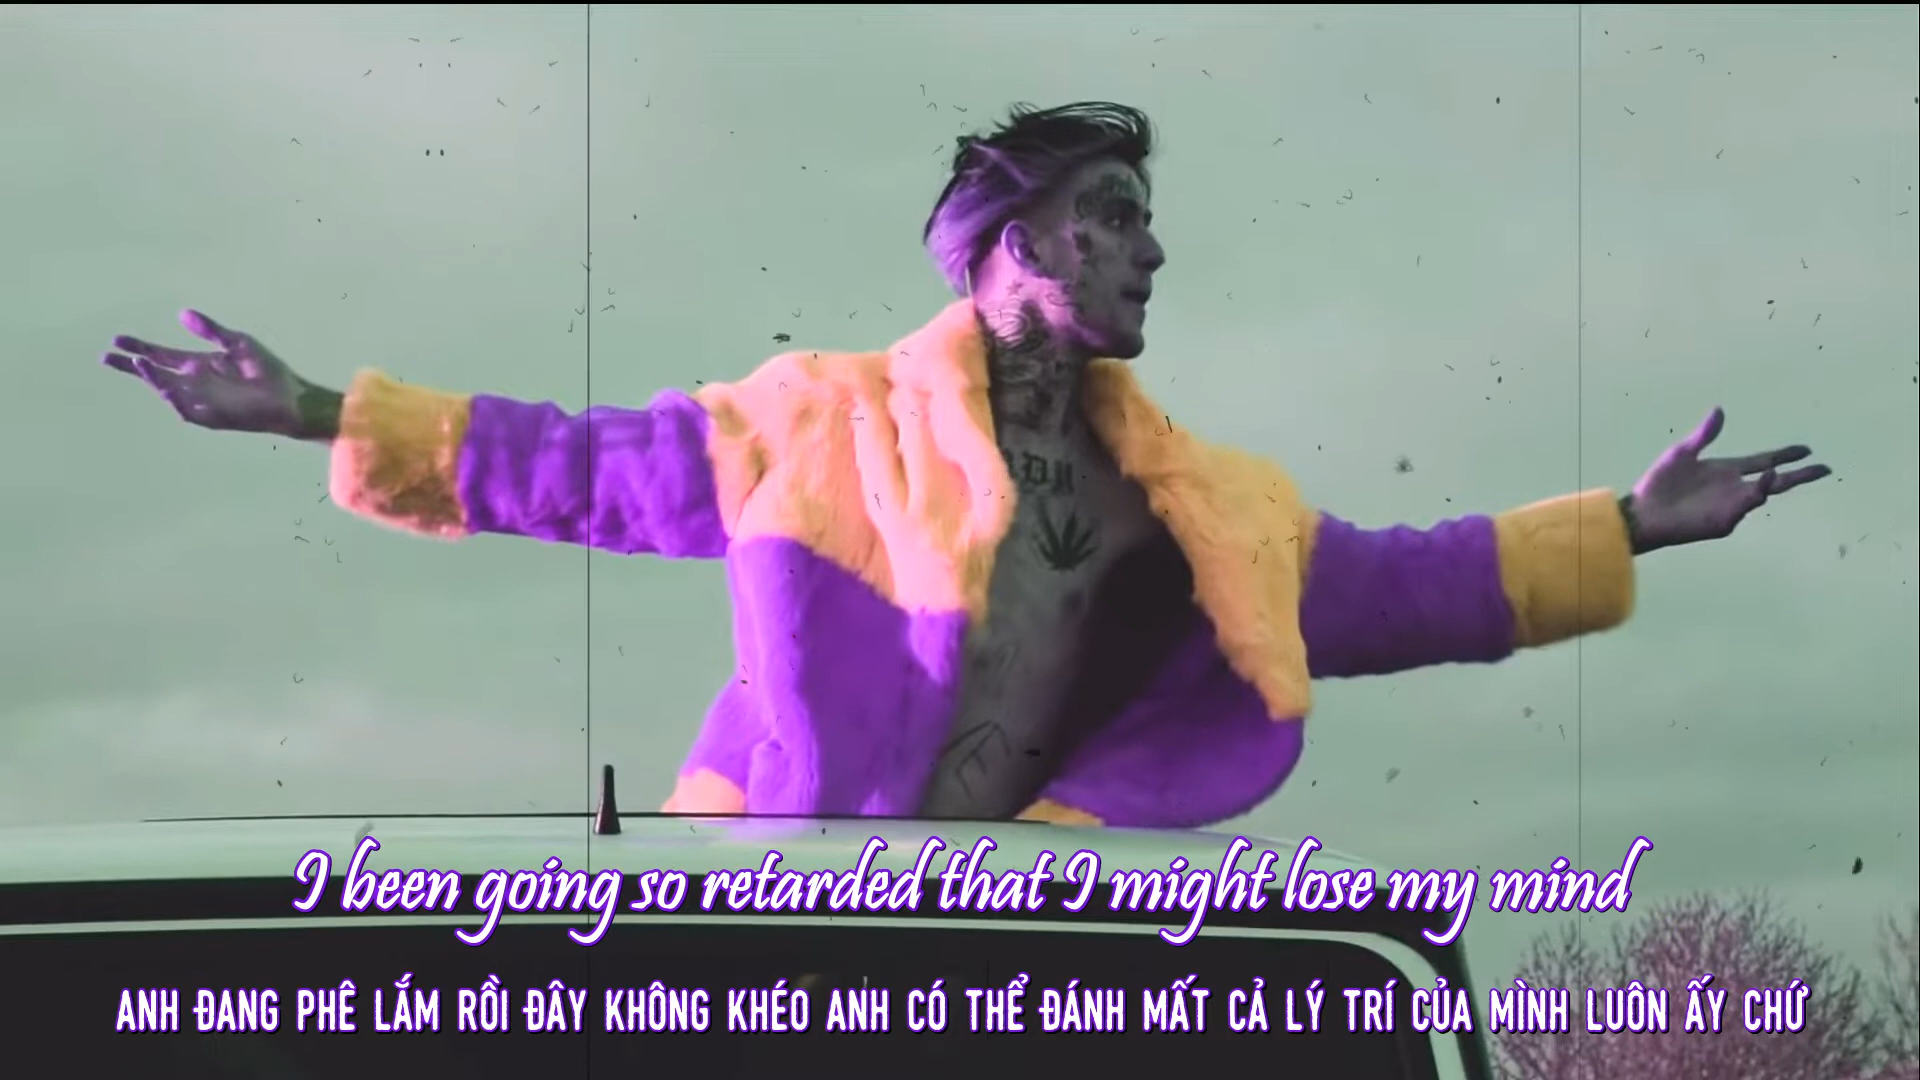 I been going so retarded that I might lose my mind
ANH ĐANG PHÊ LẮM RỒI ĐÂY KHÔNG KHÉO ANH CÓ THỂ ĐÁNH MẤT CẢ LÝ TRÍ CỦA MÌNH LUÔN ẤY CHỨ